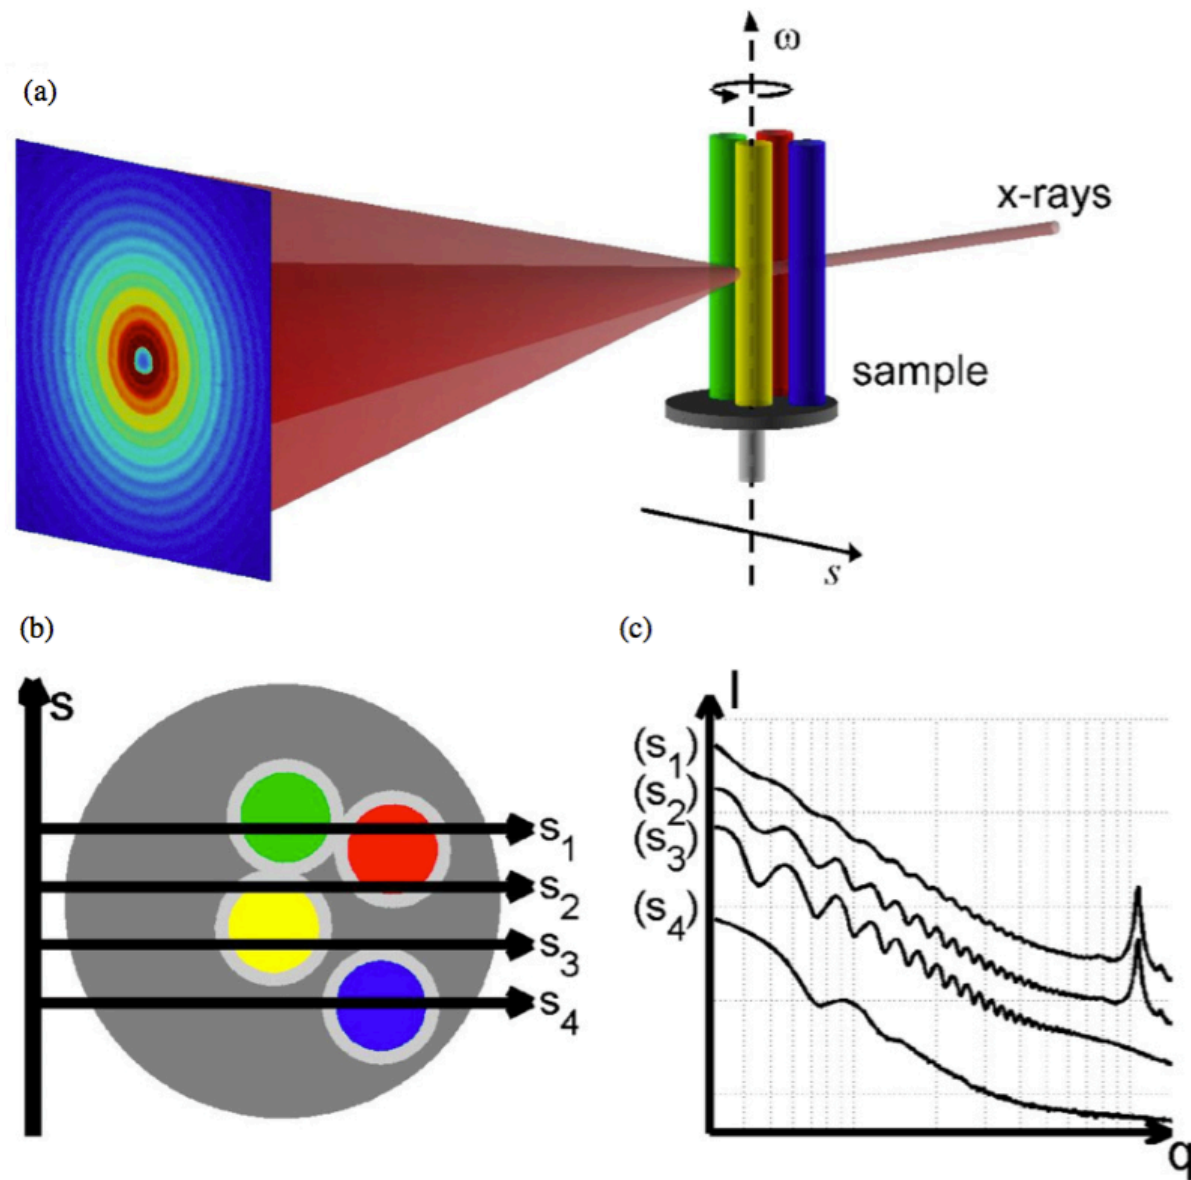 (a)
ω
x-rays
sample
s
(b)
(c)
s
s₁
s₂
s₃
s₄
I
(s₁)
(s₂)
(s₃)
(s₄)
q